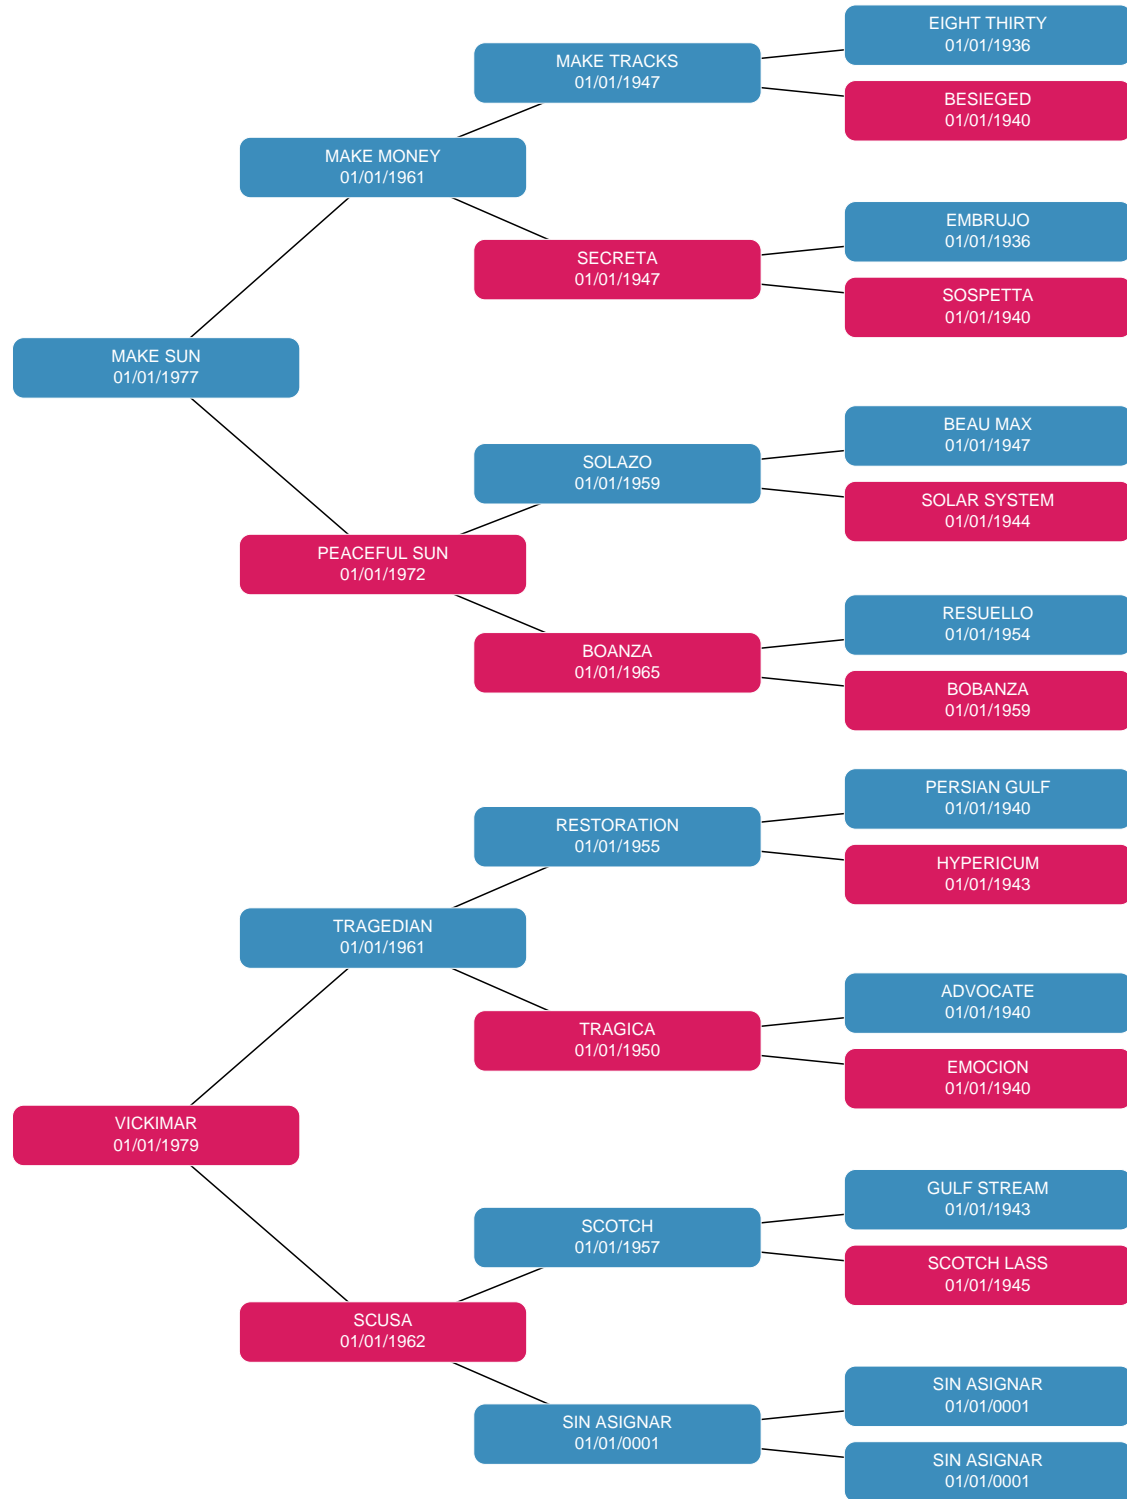 EIGHT THIRTY
01/01/1936
MAKE TRACKS
01/01/1947
BESIEGED
01/01/1940
MAKE MONEY
01/01/1961
EMBRUJO
01/01/1936
SECRETA
01/01/1947
SOSPETTA
01/01/1940
MAKE SUN
01/01/1977
BEAU MAX
01/01/1947
SOLAZO
01/01/1959
SOLAR SYSTEM
01/01/1944
PEACEFUL SUN
01/01/1972
RESUELLO
01/01/1954
BOANZA
01/01/1965
BOBANZA
01/01/1959
PERSIAN GULF
01/01/1940
RESTORATION
01/01/1955
HYPERICUM
01/01/1943
TRAGEDIAN
01/01/1961
ADVOCATE
01/01/1940
TRAGICA
01/01/1950
EMOCION
01/01/1940
VICKIMAR
01/01/1979
GULF STREAM
01/01/1943
SCOTCH
01/01/1957
SCOTCH LASS
01/01/1945
SCUSA
01/01/1962
SIN ASIGNAR
01/01/0001
SIN ASIGNAR
01/01/0001
SIN ASIGNAR
01/01/0001